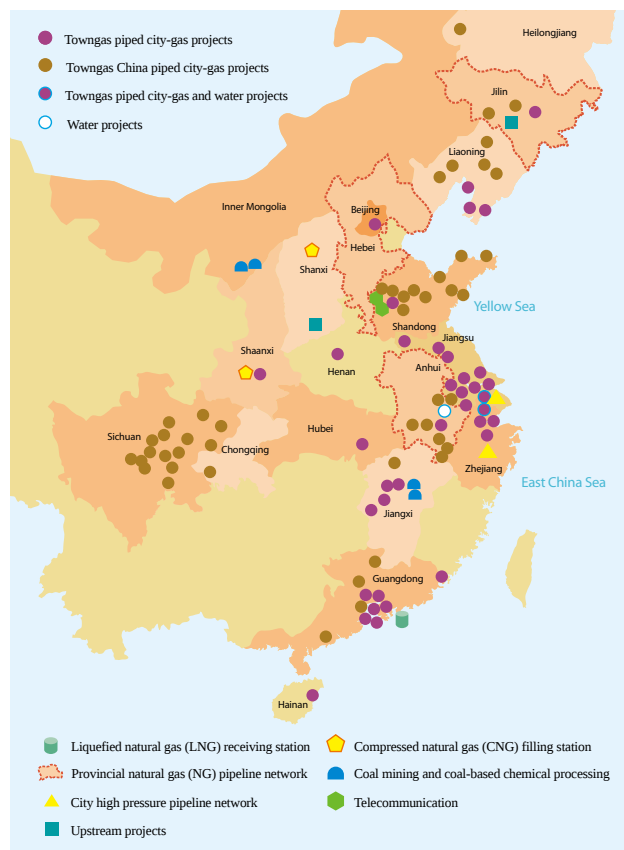 Towngas piped city-gas projects
Towngas China piped city-gas projects
Towngas piped city-gas and water projects
Water projects
Heilongjiang
Jilin
Liaoning
Inner Mongolia
Beijing
Hebei
Shanxi
Yellow Sea
Shandong
Jiangsu
Shaanxi
Henan
Anhui
Hubei
Sichuan
Chongqing
Zhejiang
East China Sea
Jiangxi
Guangdong
Hainan
Liquefied natural gas (LNG) receiving station
Compressed natural gas (CNG) filling station
Provincial natural gas (NG) pipeline network
Coal mining and coal-based chemical processing
City high pressure pipeline network
Telecommunication
Upstream projects